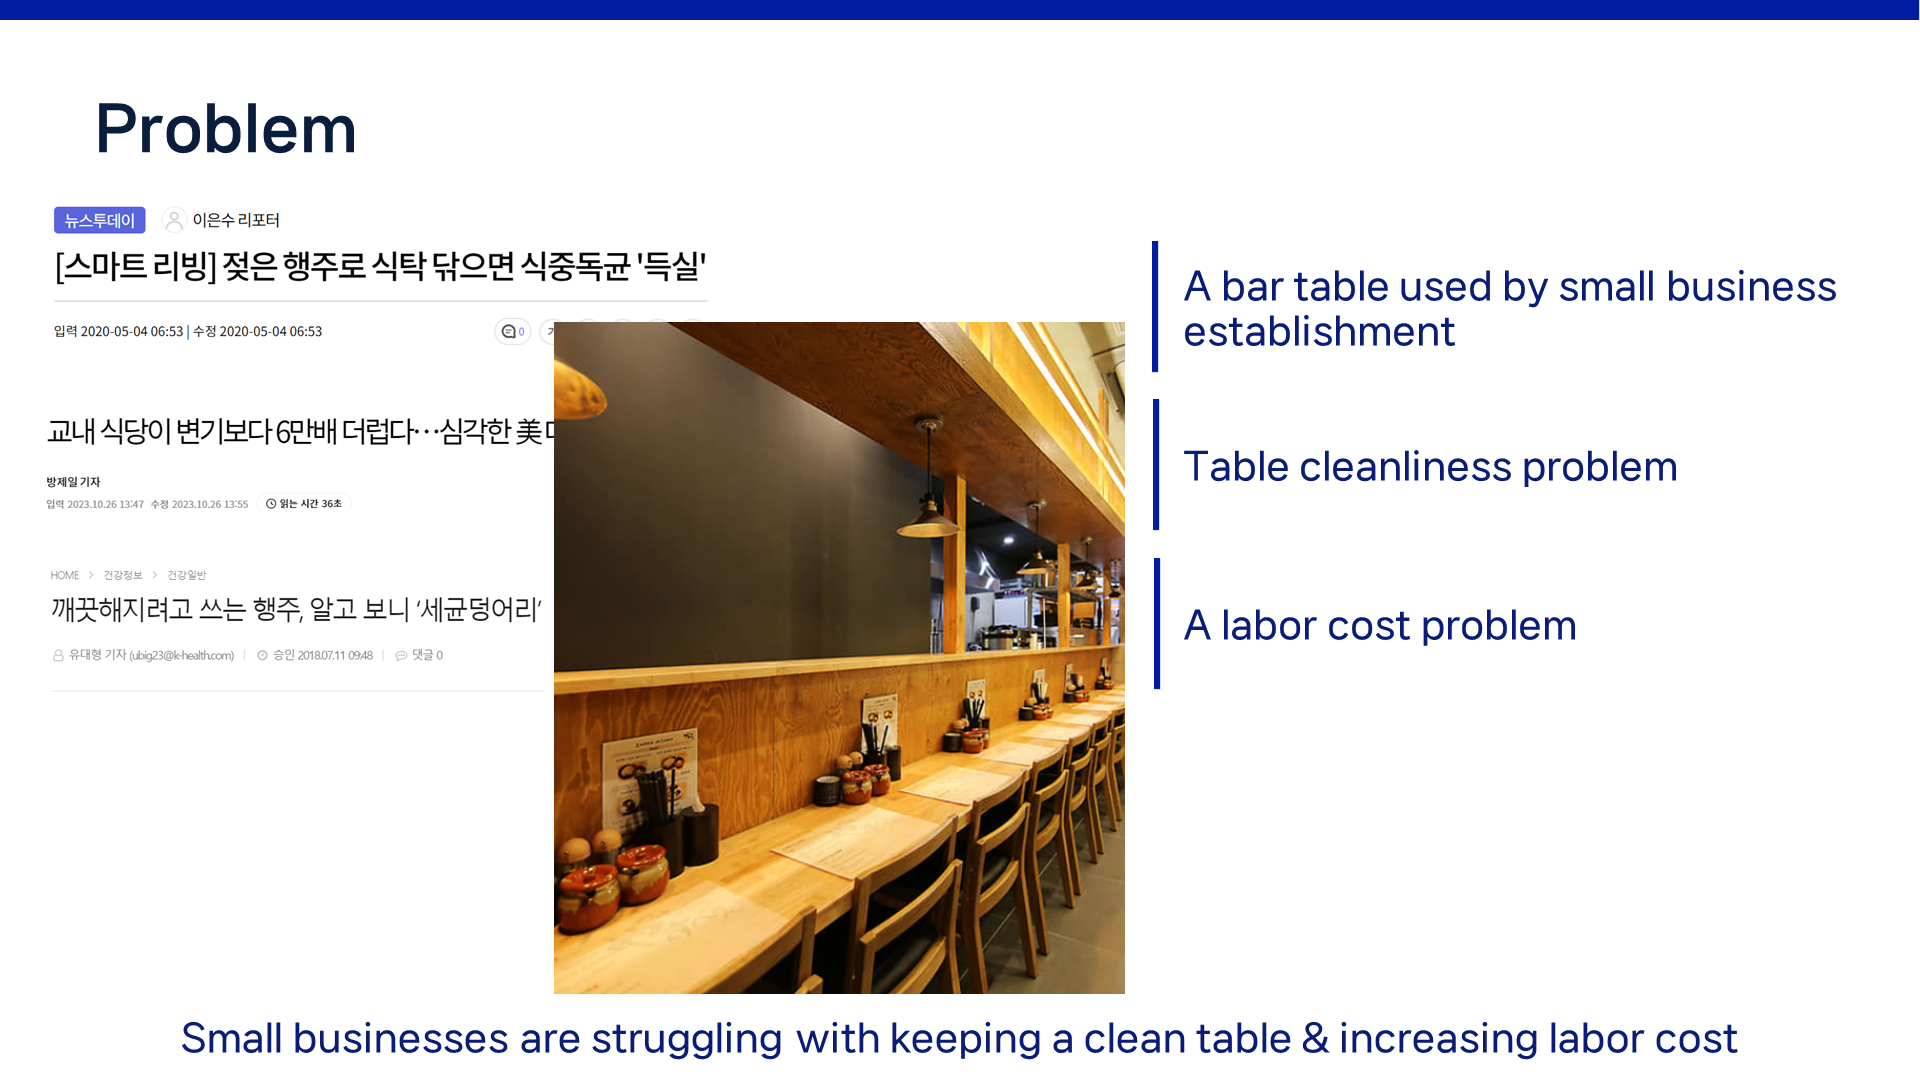 Problem
뉴스투데이 이은수 리포터
[스마트 리빙] 젖은 행주로 식탁 닦으면 식중독균 '득실'
입력 2020-05-04 06:53 | 수정 2020-05-04 06:53
0
교내 식당이 변기보다 6만배 더럽다…심각한 美
방제일 기자
입력 2023.10.26 13:47 수정 2023.10.26 13:55 읽는 시간 36초
HOME > 건강정보 > 건강일반
깨끗해지려고 쓰는 행주, 알고 보니 ‘세균덩어리’
유대형 기자 (ubig23@k-health.com) | 승인 2018.07.11 09:48 | 댓글 0
A bar table used by small business
establishment
Table cleanliness problem
A labor cost problem
Small businesses are struggling with keeping a clean table & increasing labor cost